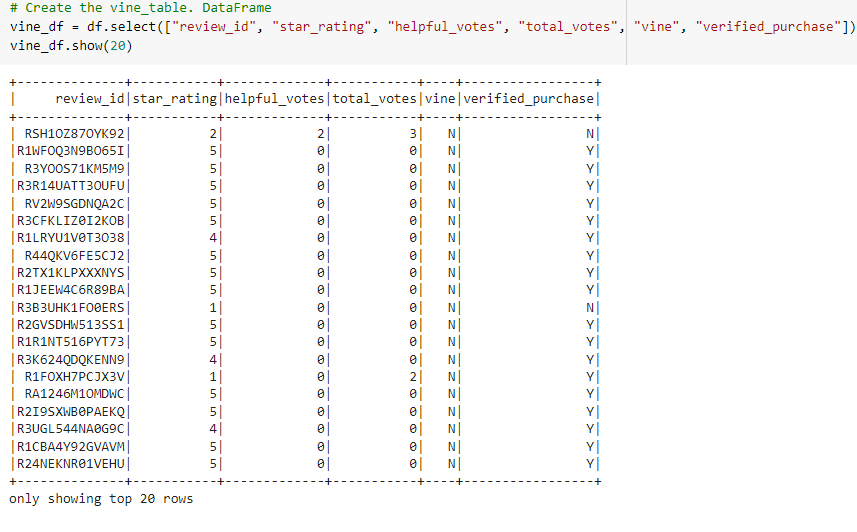 # Create the vine_table. DataFrame
vine_df = df.select(["review_id", "star_rating", "helpful_votes", "total_votes", "vine", "verified_purchase"])
vine_df.show(20)
+--------------+-----------+-------------+-----------+----+-----------------+
|     review_id|star_rating|helpful_votes|total_votes|vine|verified_purchase|
+--------------+-----------+-------------+-----------+----+-----------------+
| RSH1OZ87OYK92|          2|            2|          3|   N|                N|
|R1WFOQ3N9BO65I|          5|            0|          0|   N|                Y|
| R3YOOS71KM5M9|          5|            0|          0|   N|                Y|
|R3R14UATT3OUFU|          5|            0|          0|   N|                Y|
| RV2W9SGDNQA2C|          5|            0|          0|   N|                Y|
|R3CFKLIZ0I2KOB|          5|            0|          0|   N|                Y|
|R1LRYU1V0T3O38|          4|            0|          0|   N|                Y|
| R44QKV6FE5CJ2|          5|            0|          0|   N|                Y|
|R2TX1KLPXXXNYS|          5|            0|          0|   N|                Y|
|R1JEEW4C6R89BA|          5|            0|          0|   N|                Y|
|R3B3UHK1FO0ERS|          1|            0|          0|   N|                N|
|R2GVSDHW513SS1|          5|            0|          0|   N|                Y|
|R1R1NT516PYT73|          5|            0|          0|   N|                Y|
|R3K624QDQKENN9|          4|            0|          0|   N|                Y|
| R1FOXH7PCJX3V|          1|            0|          2|   N|                Y|
| RA1246M1OMDWC|          5|            0|          0|   N|                Y|
|R2I9SXWB0PAEKQ|          5|            0|          0|   N|                Y|
|R3UGL544NA0G9C|          4|            0|          0|   N|                Y|
|R1CBA4Y92GVAVM|          5|            0|          0|   N|                Y|
|R24NEKNR01VEHU|          5|            0|          0|   N|                Y|
+--------------+-----------+-------------+-----------+----+-----------------+
only showing top 20 rows